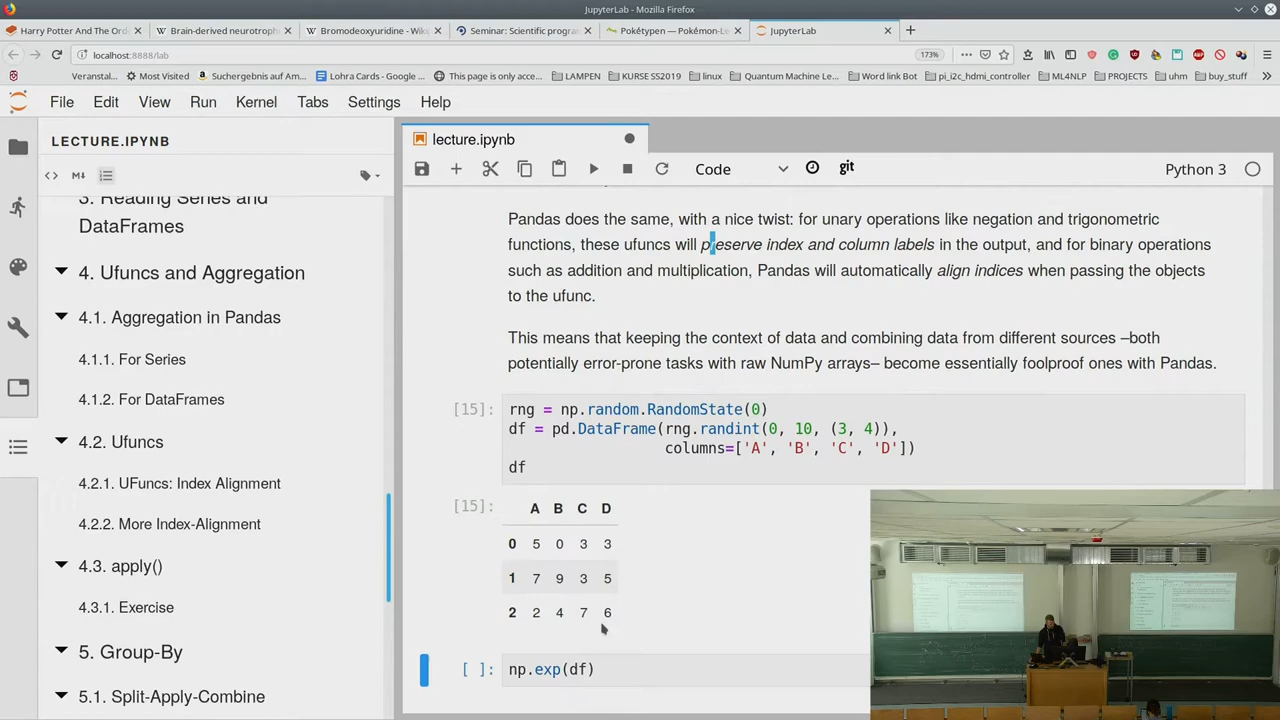 JupyterLab - Mozilla Firefox
Harry Potter And The Ord
Brain-derived neurotroph
Bromodeoxyuridine - Wiki
Seminar: Scientific progr
Pokétypen — Pokémon-Le
JupyterLab
localhost:8888/lab
173%
Veranstal...
Most Visited
Suchergebnis auf Am...
Lohra Cards - Google ...
This page is only acce...
LAMPEN
KURSE SS2019
linux
Quantum Machine Le...
Word link Bot
pi_i2c_hdmi_controller
ML4NLP
PROJECTS
uhm
buy_stuff
File Edit View Run Kernel Tabs Settings Help
LECTURE.IPYNB
3. Reading Series and
DataFrames
4. Ufuncs and Aggregation
4.1. Aggregation in Pandas
4.1.1. For Series
4.1.2. For DataFrames
4.2. Ufuncs
4.2.1. UFuncs: Index Alignment
4.2.2. More Index-Alignment
4.3. apply()
4.3.1. Exercise
5. Group-By
5.1. Split-Apply-Combine
lecture.ipynb
Code
git
Python 3
Pandas does the same, with a nice twist: for unary operations like negation and trigonometric
functions, these ufuncs will preserve index and column labels in the output, and for binary operations
such as addition and multiplication, Pandas will automatically align indices when passing the objects
to the ufunc.
This means that keeping the context of data and combining data from different sources –both
potentially error-prone tasks with raw NumPy arrays– become essentially foolproof ones with Pandas.
[15]: rng = np.random.RandomState(0)
df = pd.DataFrame(rng.randint(0, 10, (3, 4)),
columns=['A', 'B', 'C', 'D'])
df
[15]: A B C D
0 5 0 3 3
1 7 9 3 5
2 2 4 7 6
[ ]: np.exp(df)